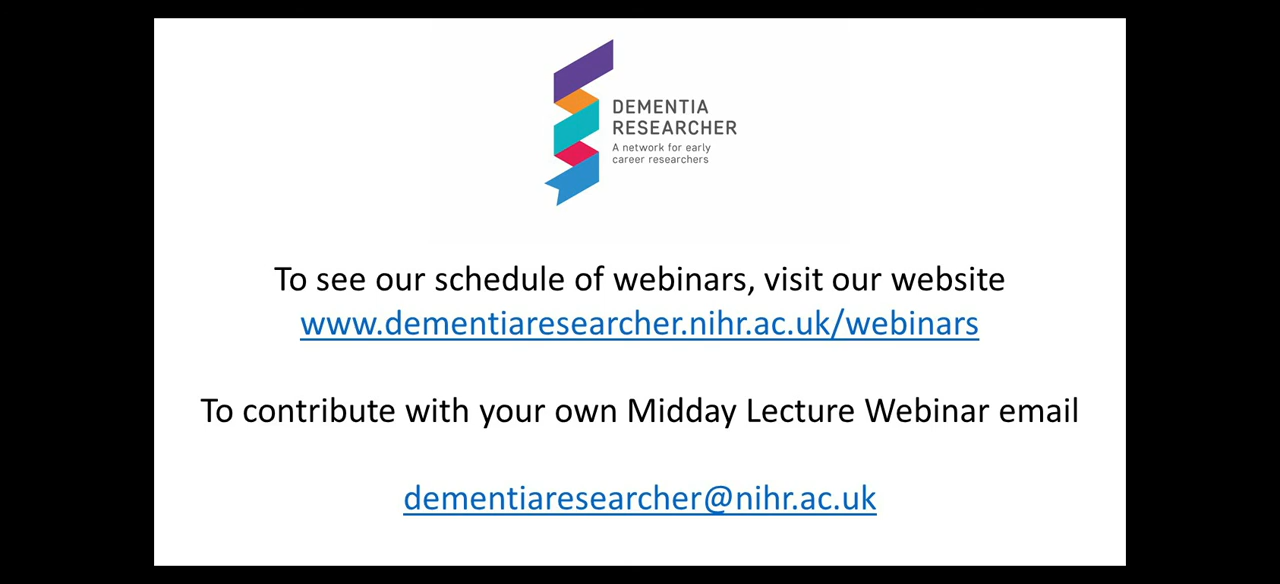 DEMENTIA
RESEARCHER
A network for early
career researchers
To see our schedule of webinars, visit our website
www.dementiaresearcher.nihr.ac.uk/webinars
To contribute with your own Midday Lecture Webinar email
dementiaresearcher@nihr.ac.uk